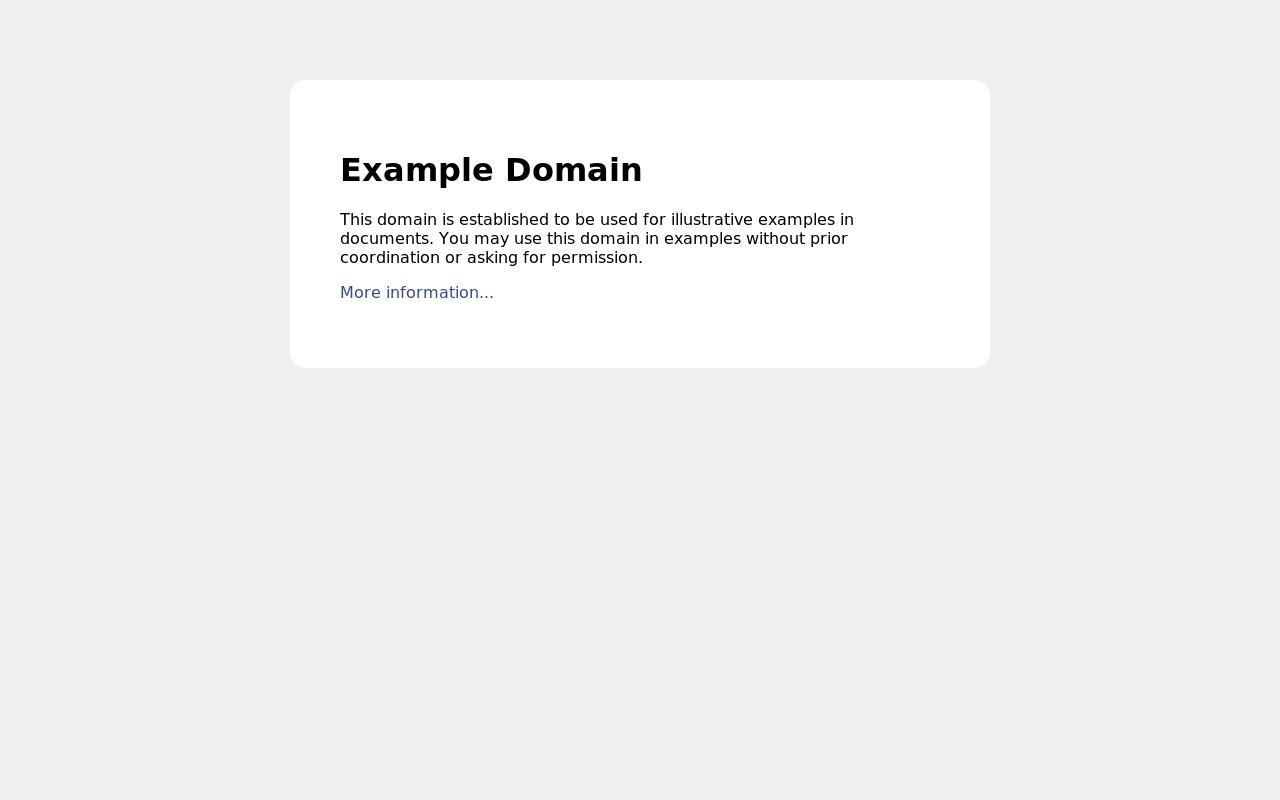 Example Domain
This domain is established to be used for illustrative examples in
documents. You may use this domain in examples without prior
coordination or asking for permission.
More information...